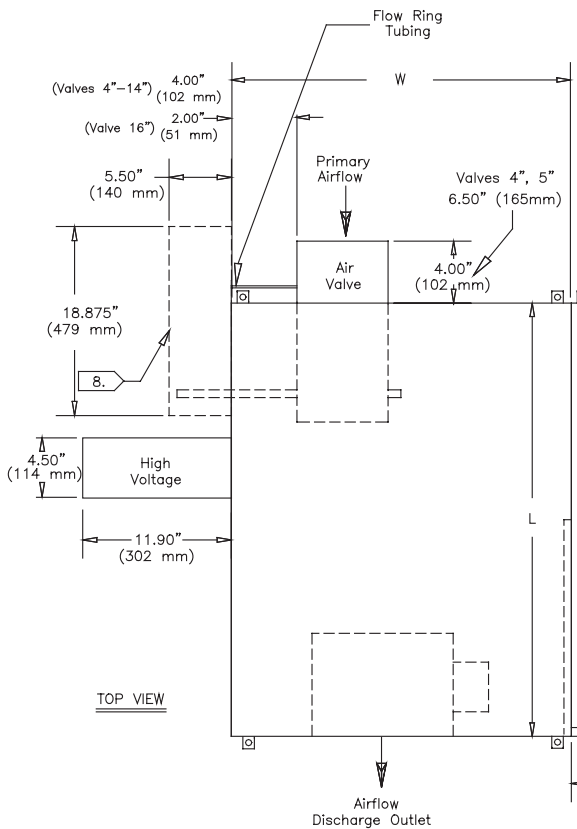 Flow Ring
Tubing
(Valves 4"-14") 4.00"
(102 mm)
W
(Valve 16") 2.00"
(51 mm)
5.50"
(140 mm)
Primary
Airflow
Valves 4", 5"
6.50" (165mm)
Air
Valve
4.00"
(102 mm)
18.875"
(479 mm)
8.
4.50"
(114 mm)
High
Voltage
L
11.90"
(302 mm)
TOP VIEW
Airflow
Discharge Outlet